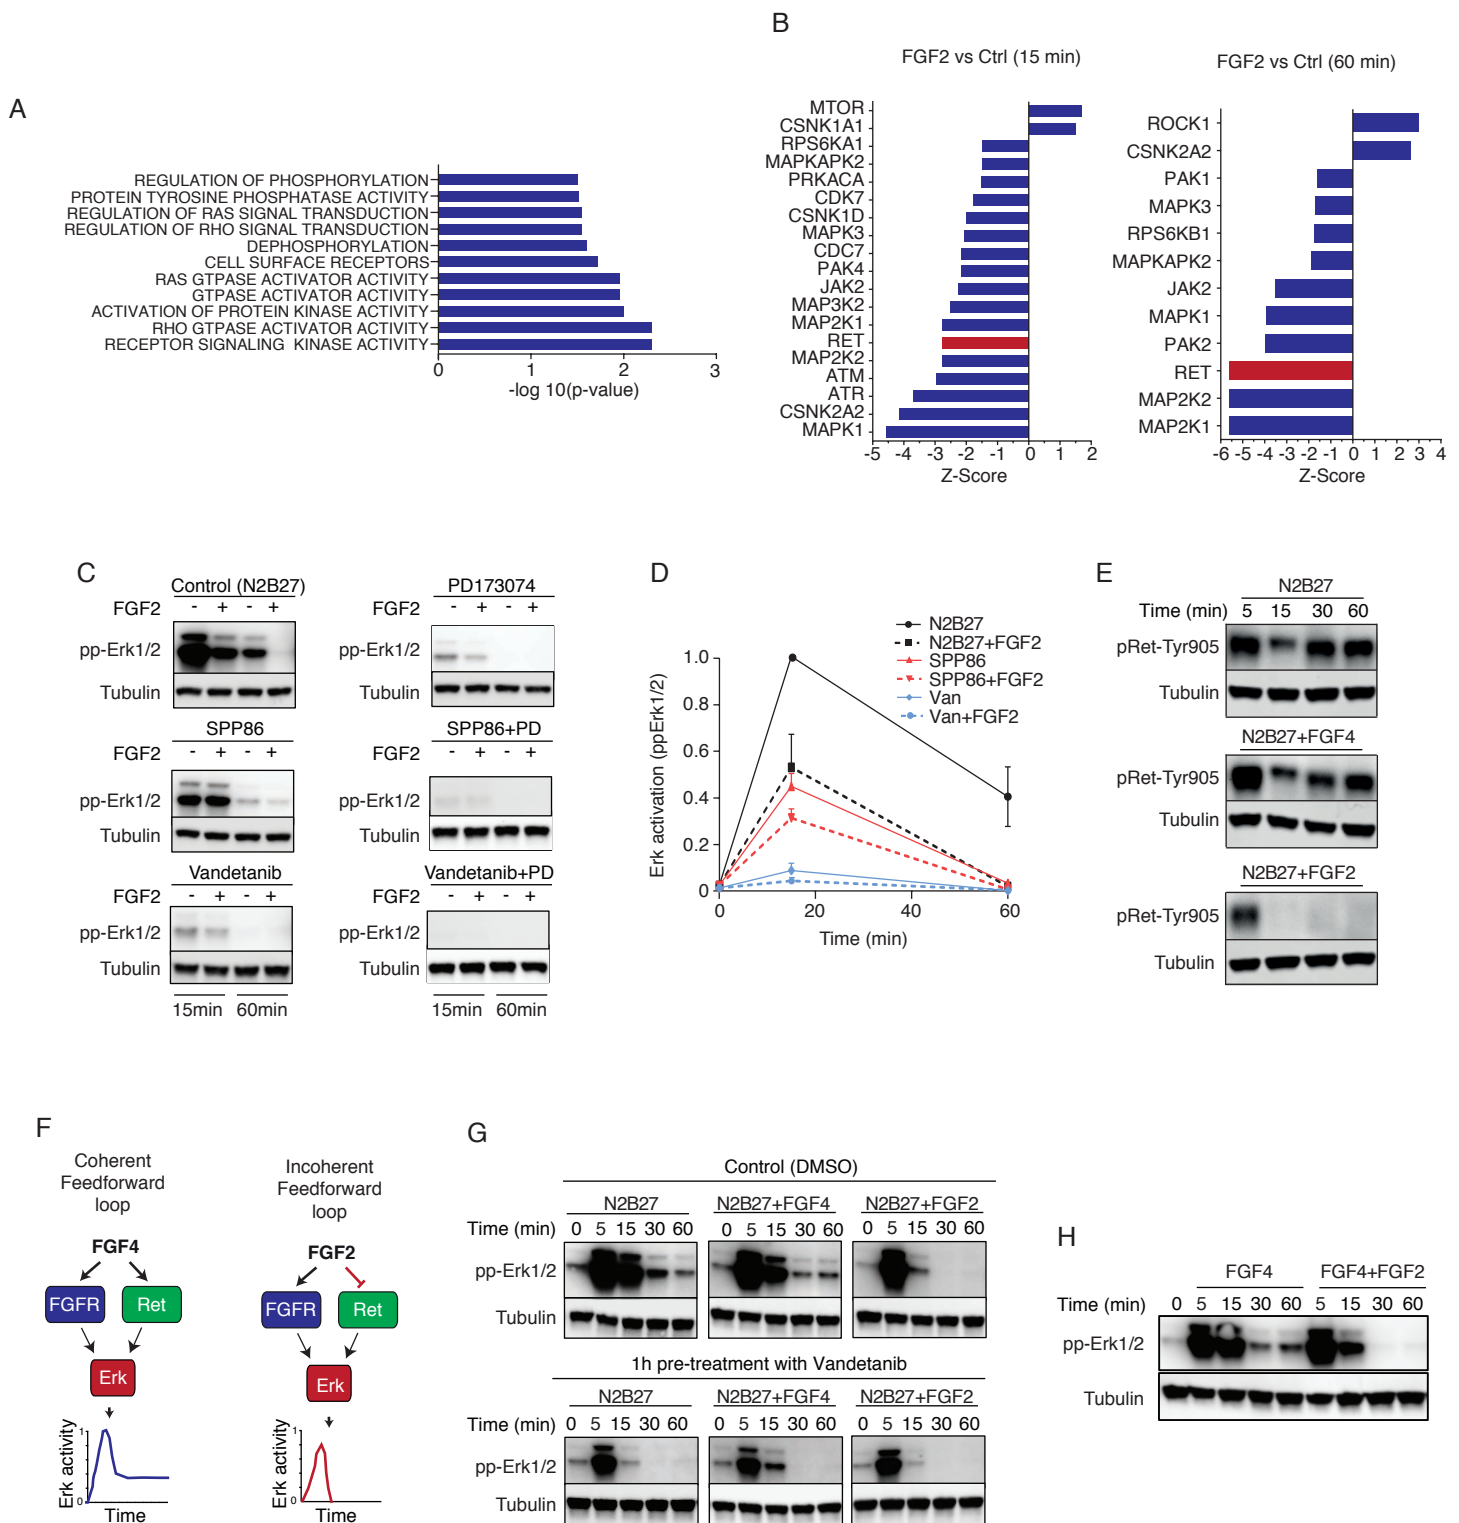 A
REGULATION OF PHOSPHORYLATION
PROTEIN TYROSINE PHOSPHATASE ACTIVITY
REGULATION OF RAS SIGNAL TRANSDUCTION
REGULATION OF RHO SIGNAL TRANSDUCTION
DEPHOSPHORYLATION
CELL SURFACE RECEPTORS
RAS GTPASE ACTIVATOR ACTIVITY
GTPASE ACTIVATOR ACTIVITY
ACTIVATION OF PROTEIN KINASE ACTIVITY
RHO GTPASE ACTIVATOR ACTIVITY
RECEPTOR SIGNALING KINASE ACTIVITY
0 1 2 3
-log 10(p-value)
B
FGF2 vs Ctrl (15 min)
MTOR
CSNK1A1
RPS6KA1
MAPKAPK2
PRKACA
CDK7
CSNK1D
MAPK3
CDC7
PAK4
JAK2
MAP3K2
MAP2K1
RET
MAP2K2
ATM
ATR
CSNK2A2
MAPK1
-5 -4 -3 -2 -1 0 1 2
Z-Score
FGF2 vs Ctrl (60 min)
ROCK1
CSNK2A2
PAK1
MAPK3
RPS6KB1
MAPKAPK2
JAK2
MAPK1
PAK2
RET
MAP2K2
MAP2K1
-6 -5 -4 -3 -2 -1 0 1 2 3 4
Z-Score
C
Control (N2B27)
FGF2 - + - +
pp-Erk1/2
Tubulin
SPP86
FGF2 - + - +
pp-Erk1/2
Tubulin
Vandetanib
FGF2 - + - +
pp-Erk1/2
Tubulin
15min 60min
PD173074
FGF2 - + - +
pp-Erk1/2
Tubulin
SPP86+PD
FGF2 - + - +
pp-Erk1/2
Tubulin
Vandetanib+PD
FGF2 - + - +
pp-Erk1/2
Tubulin
15min 60min
D
N2B27
N2B27+FGF2
SPP86
SPP86+FGF2
Van
Van+FGF2
Erk activation (ppErk1/2)
1.0
0.8
0.6
0.4
0.2
0
0 20 40 60
Time (min)
E
N2B27
Time (min) 5 15 30 60
pRet-Tyr905
Tubulin
N2B27+FGF4
pRet-Tyr905
Tubulin
N2B27+FGF2
pRet-Tyr905
Tubulin
F
Coherent
Feedforward
loop
FGF4
FGFR Ret
Erk
Erk activity
1
0
Time
Incoherent
Feedforward
loop
FGF2
FGFR Ret
Erk
Erk activity
1
0
Time
G
Control (DMSO)
N2B27 N2B27+FGF4 N2B27+FGF2
Time (min) 0 5 15 30 60 0 5 15 30 60 0 5 15 30 60
pp-Erk1/2
Tubulin
1h pre-treatment with Vandetanib
N2B27 N2B27+FGF4 N2B27+FGF2
Time (min) 0 5 15 30 60 0 5 15 30 60 0 5 15 30 60
pp-Erk1/2
Tubulin
H
FGF4 FGF4+FGF2
Time (min) 0 5 15 30 60 5 15 30 60
pp-Erk1/2
Tubulin